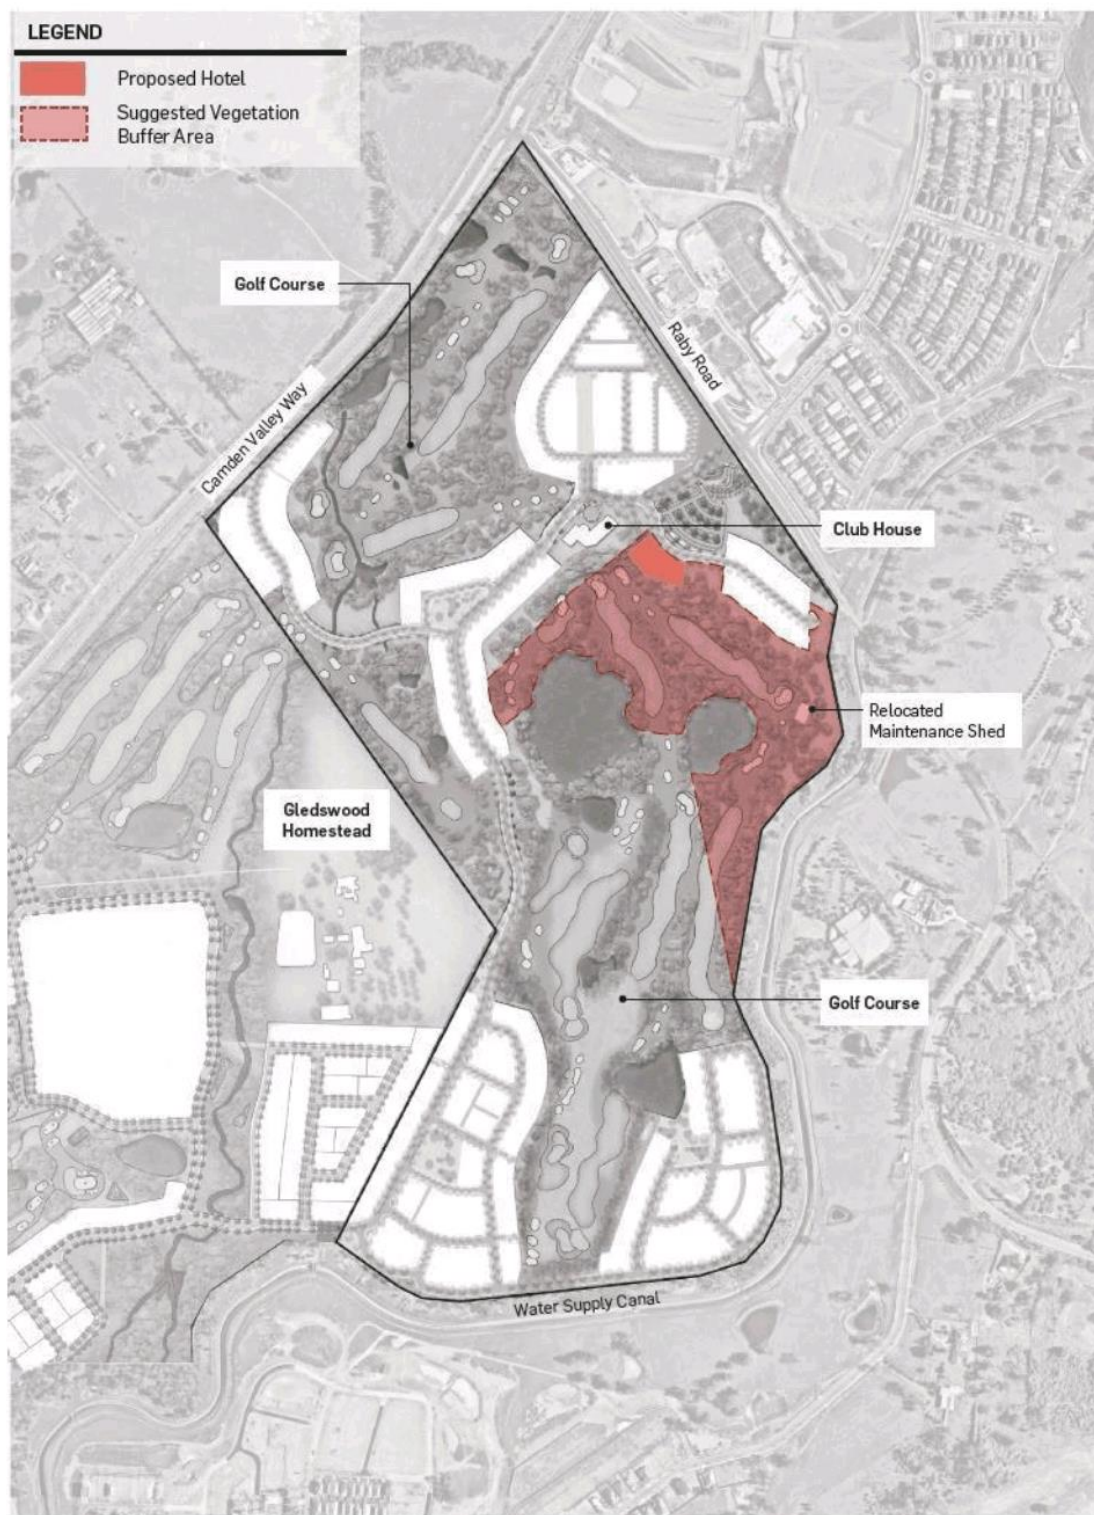 LEGEND
Proposed Hotel
Suggested Vegetation
Buffer Area
Golf Course
Raby Road
Camden Valley Way
Club House
Relocated
Maintenance Shed
Gledswood
Homestead
Golf Course
Water Supply Canal